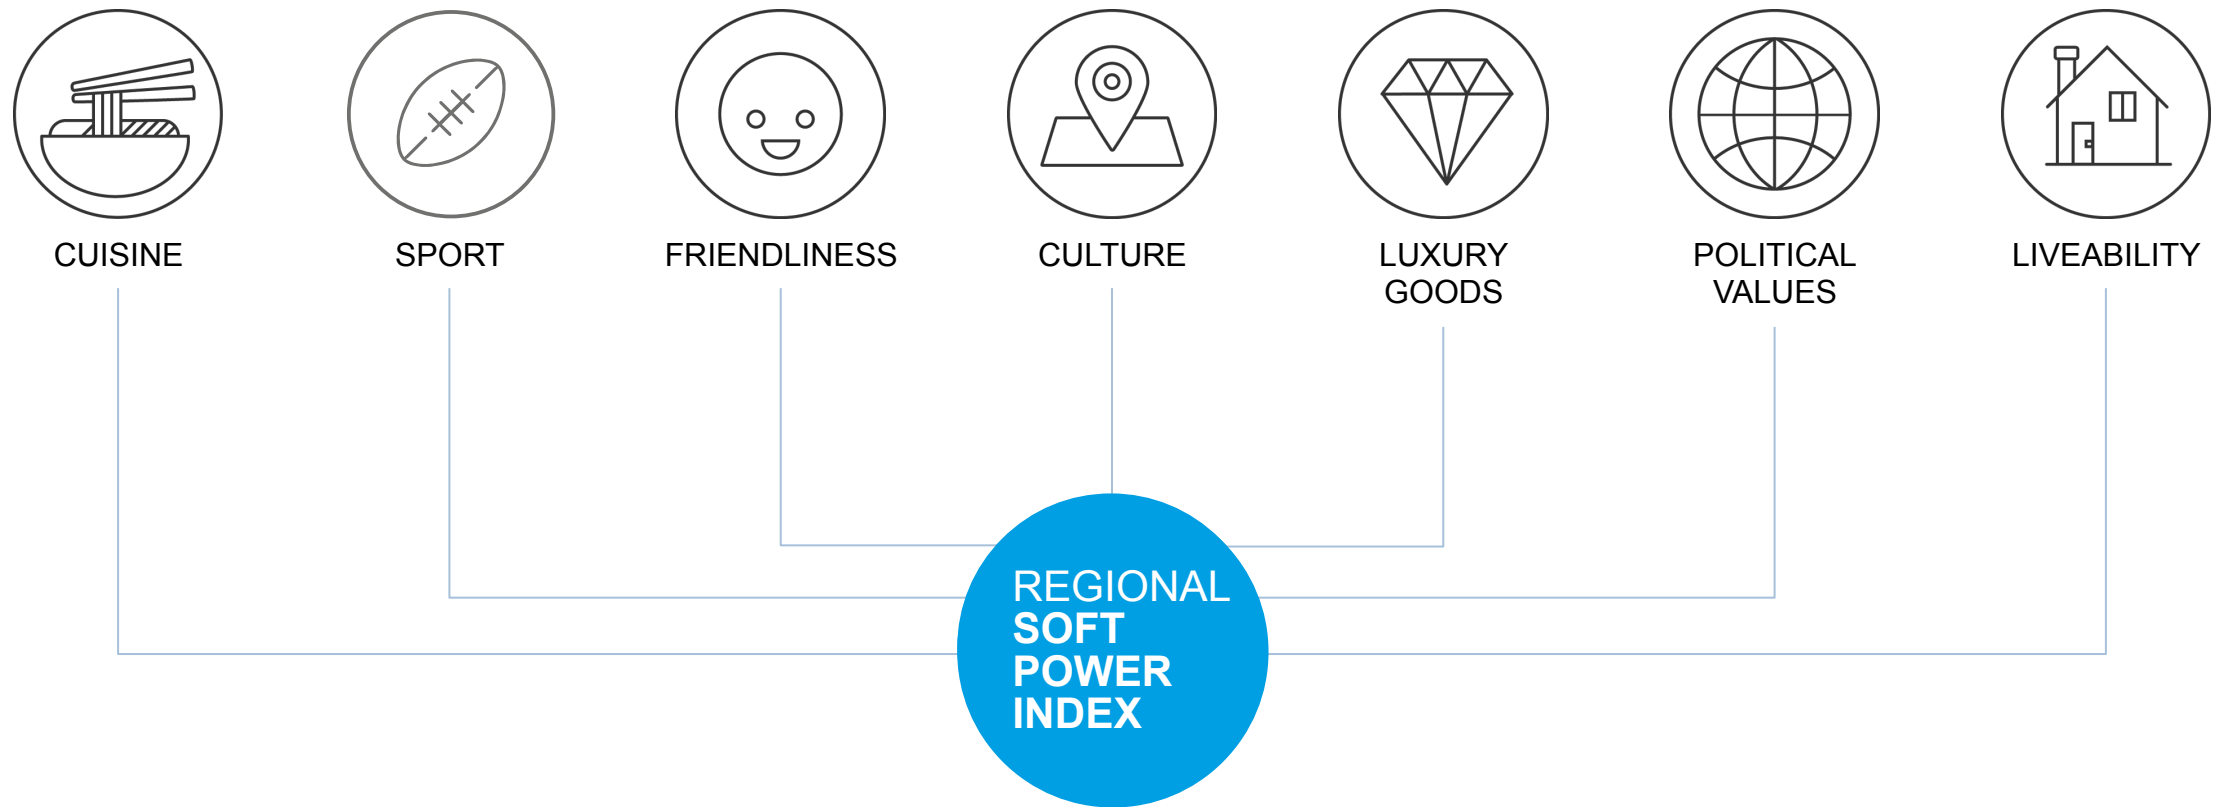 CUISINE
SPORT
FRIENDLINESS
CULTURE
LUXURY
GOODS
POLITICAL
VALUES
LIVEABILITY
REGIONAL
SOFT
POWER
INDEX